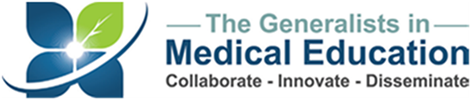 The Generalists in
Medical Education
Collaborate - Innovate - Disseminate